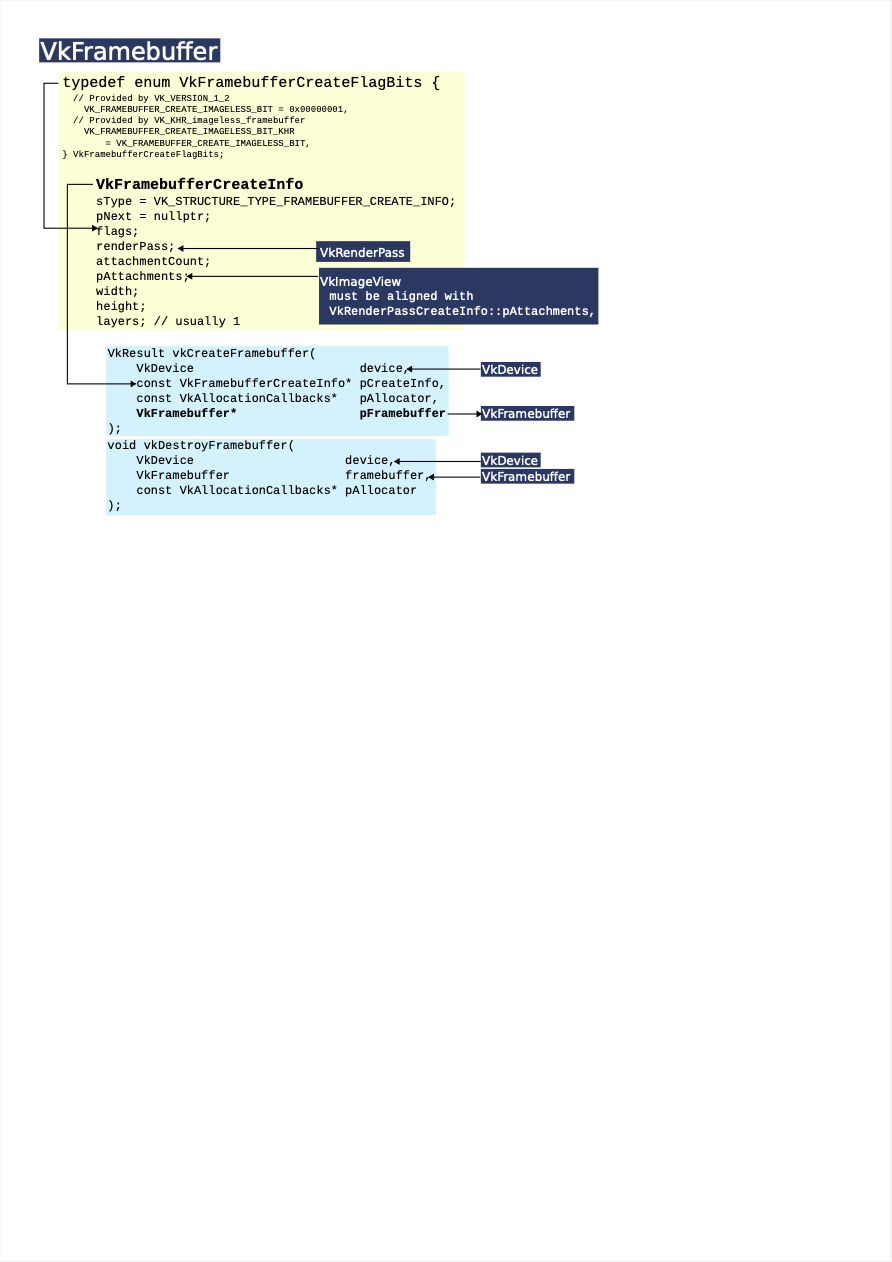 VkFramebuffer
typedef enum VkFramebufferCreateFlagBits {
// Provided by VK_VERSION_1_2
VK_FRAMEBUFFER_CREATE_IMAGELESS_BIT = 0x00000001,
// Provided by VK_KHR_imageless_framebuffer
VK_FRAMEBUFFER_CREATE_IMAGELESS_BIT_KHR
= VK_FRAMEBUFFER_CREATE_IMAGELESS_BIT,
} VkFramebufferCreateFlagBits;
VkFramebufferCreateInfo
sType = VK_STRUCTURE_TYPE_FRAMEBUFFER_CREATE_INFO;
pNext = nullptr;
flags;
renderPass;
VkRenderPass
attachmentCount;
pAttachments;
VkImageView
must be aligned with
VkRenderPassCreateInfo::pAttachments,
width;
height;
layers; // usually 1
VkResult vkCreateFramebuffer(
VkDevice device,
VkDevice
const VkFramebufferCreateInfo* pCreateInfo,
const VkAllocationCallbacks* pAllocator,
VkFramebuffer* pFramebuffer
VkFramebuffer
);
void vkDestroyFramebuffer(
VkDevice device,
VkDevice
VkFramebuffer framebuffer,
VkFramebuffer
const VkAllocationCallbacks* pAllocator
);